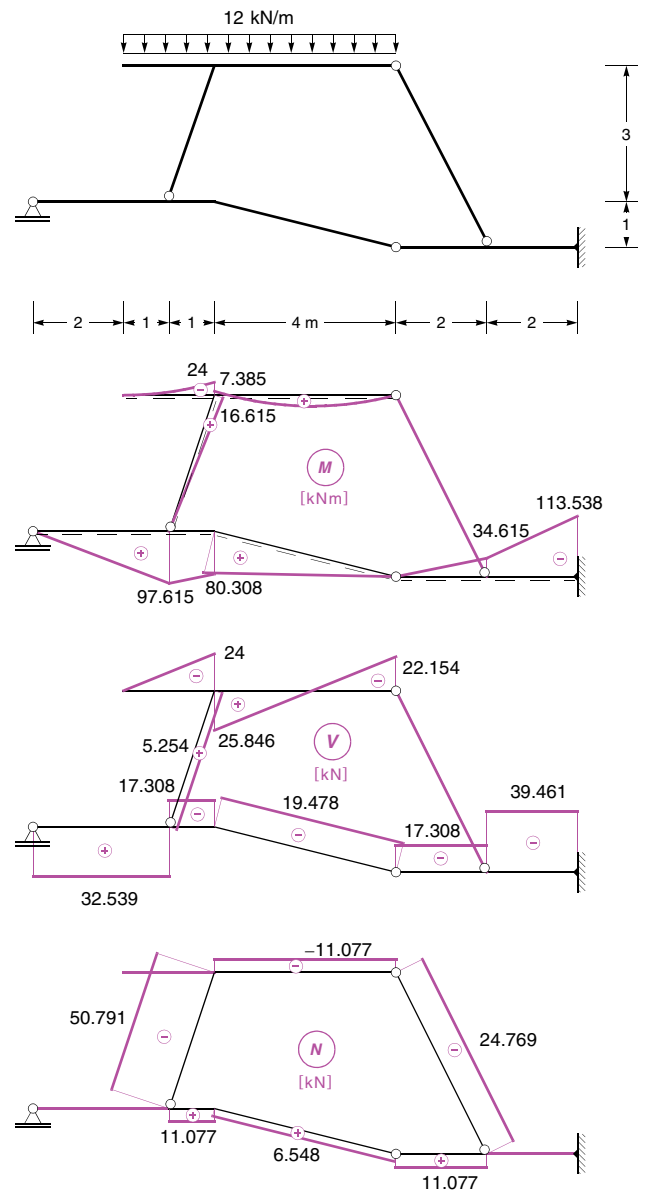 12 kN/m
3
1
2 1 1 4 m 2 2
24 7.385
16.615
M
[kNm]
113.538
34.615
97.615 80.308
24
22.154
25.846
5.254
V
[kN]
17.308
19.478
17.308
39.461
32.539
−11.077
50.791
24.769
N
[kN]
11.077
6.548
11.077